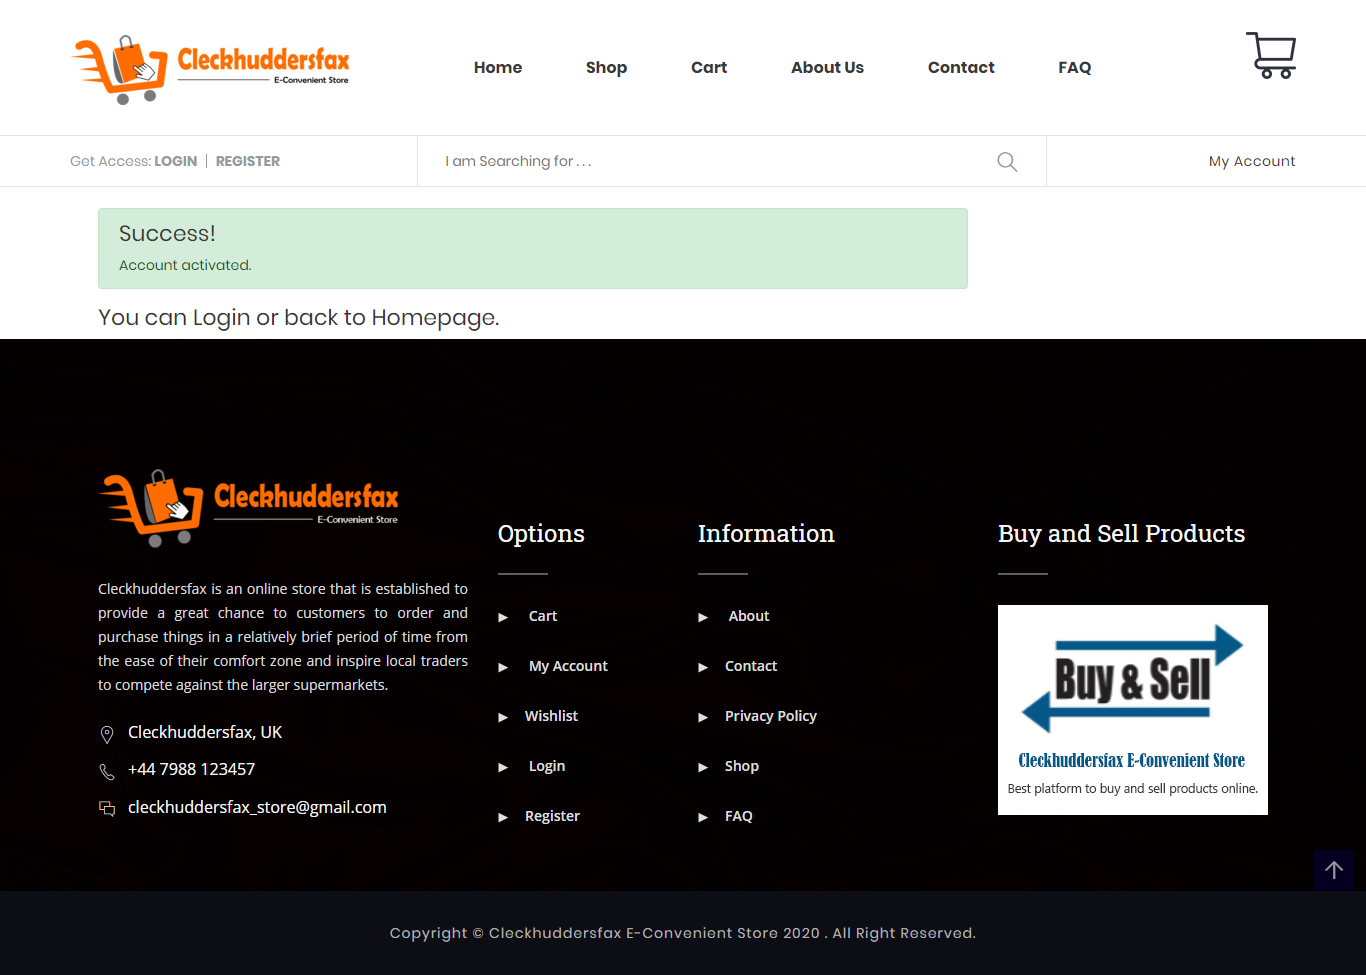 Cleckhuddersfax
E-Convenient Store
Home Shop Cart About Us Contact FAQ
Get Access: LOGIN | REGISTER
I am Searching for . . .
My Account
Success!
Account activated.
You can Login or back to Homepage.
Cleckhuddersfax
E-Convenient Store
Cleckhuddersfax is an online store that is established to
provide a great chance to customers to order and
purchase things in a relatively brief period of time from
the ease of their comfort zone and inspire local traders
to compete against the larger supermarkets.
Cleckhuddersfax, UK
+44 7988 123457
cleckhuddersfax_store@gmail.com
Options
Cart
My Account
Wishlist
Login
Register
Information
About
Contact
Privacy Policy
Shop
FAQ
Buy and Sell Products
Buy & Sell
Cleckhuddersfax E-Convenient Store
Best platform to buy and sell products online.
Copyright © Cleckhuddersfax E-Convenient Store 2020 . All Right Reserved.